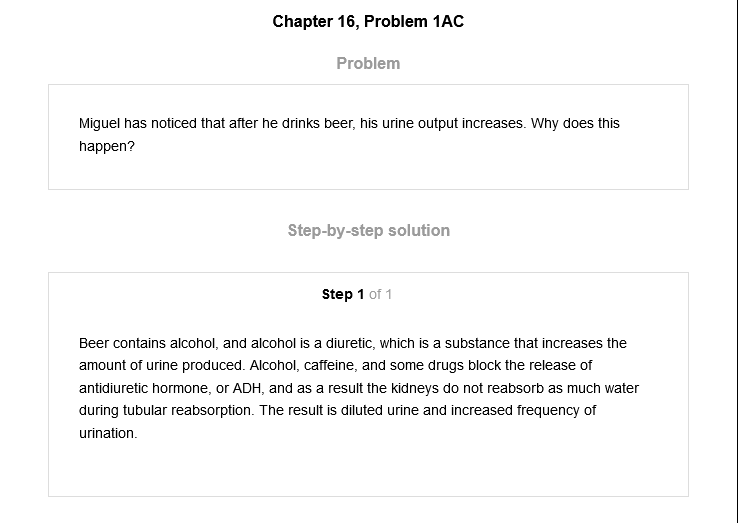 Chapter 16, Problem 1AC
Problem
Miguel has noticed that after he drinks beer, his urine output increases. Why does this
happen?
Step-by-step solution
Step 1 of 1
Beer contains alcohol, and alcohol is a diuretic, which is a substance that increases the
amount of urine produced. Alcohol, caffeine, and some drugs block the release of
antidiuretic hormone, or ADH, and as a result the kidneys do not reabsorb as much water
during tubular reabsorption. The result is diluted urine and increased frequency of
urination.